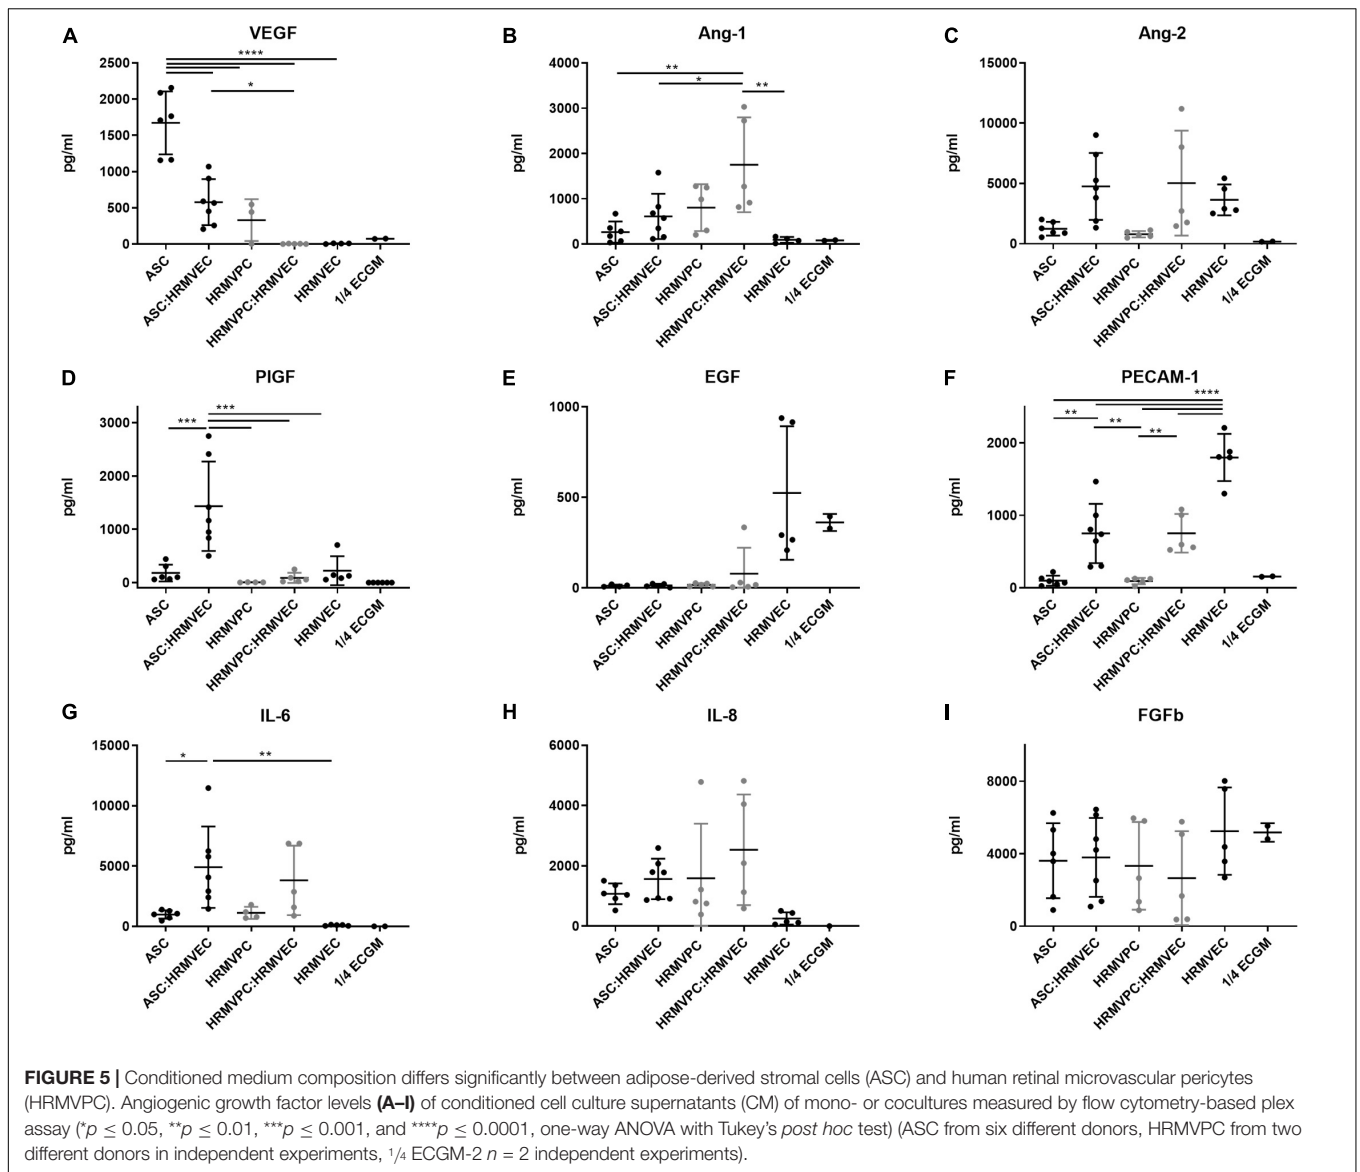 A
VEGF
pg/ml
2500
2000
1500
1000
500
0
****
*
ASC
ASC:HRMVEC
HRMVPC
HRMVPC:HRMVEC
HRMVEC
1/4 ECGM
B
Ang-1
pg/ml
4000
3000
2000
1000
0
**
*
**
ASC
ASC:HRMVEC
HRMVPC
HRMVPC:HRMVEC
HRMVEC
1/4 ECGM
C
Ang-2
pg/ml
15000
10000
5000
0
ASC
ASC:HRMVEC
HRMVPC
HRMVPC:HRMVEC
HRMVEC
1/4 ECGM
D
PIGF
pg/ml
3000
2000
1000
0
***
***
ASC
ASC:HRMVEC
HRMVPC
HRMVPC:HRMVEC
HRMVEC
1/4 ECGM
E
EGF
pg/ml
1000
500
0
ASC
ASC:HRMVEC
HRMVPC
HRMVPC:HRMVEC
HRMVEC
1/4 ECGM
F
PECAM-1
pg/ml
2000
1000
0
****
**
**
**
ASC
ASC:HRMVEC
HRMVPC
HRMVPC:HRMVEC
HRMVEC
1/4 ECGM
G
IL-6
pg/ml
15000
10000
5000
0
*
**
ASC
ASC:HRMVEC
HRMVPC
HRMVPC:HRMVEC
HRMVEC
1/4 ECGM
H
IL-8
pg/ml
6000
4000
2000
0
ASC
ASC:HRMVEC
HRMVPC
HRMVPC:HRMVEC
HRMVEC
1/4 ECGM
I
FGFb
pg/ml
8000
4000
0
ASC
ASC:HRMVEC
HRMVPC
HRMVPC:HRMVEC
HRMVEC
1/4 ECGM
FIGURE 5 | Conditioned medium composition differs significantly between adipose-derived stromal cells (ASC) and human retinal microvascular pericytes
(HRMVPC). Angiogenic growth factor levels (A–I) of conditioned cell culture supernatants (CM) of mono- or cocultures measured by flow cytometry-based plex
assay (*p ≤ 0.05, **p ≤ 0.01, ***p ≤ 0.001, and ****p ≤ 0.0001, one-way ANOVA with Tukey's post hoc test) (ASC from six different donors, HRMVPC from two
different donors in independent experiments, 1/4 ECGM-2 n = 2 independent experiments).